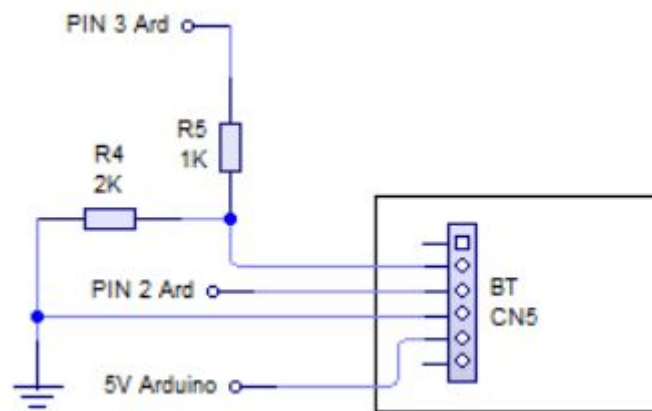 PIN 3 Ard
R5
1K
R4
2K
PIN 2 Ard
BT
CN5
5V Arduino